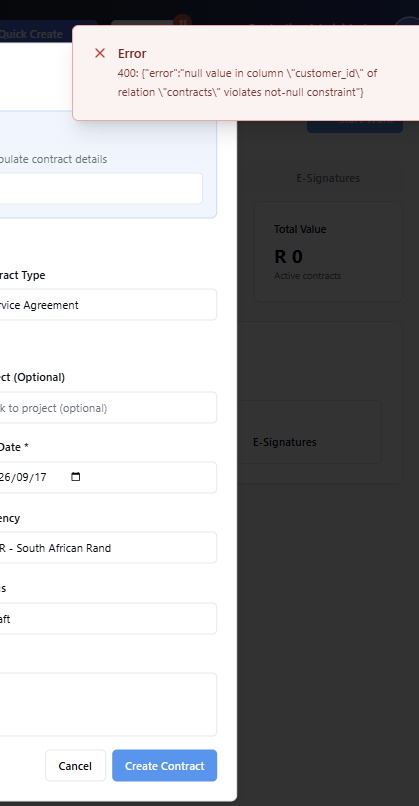 Quick Create
Error
400: {"error":"null value in column \"customer_id\" of
relation \"contracts\" violates not-null constraint"}
pulate contract details
E-Signatures
Total Value
R 0
Active contracts
ract Type
rvice Agreement
ect (Optional)
k to project (optional)
E-Signatures
Date *
26/09/17
ency
R - South African Rand
s
aft
Cancel
Create Contract